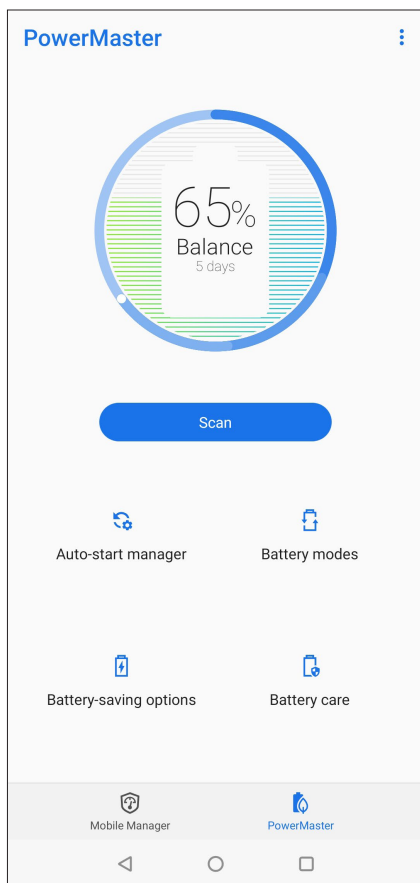 PowerMaster
65%
Balance
5 days
Scan
Auto-start manager
Battery modes
Battery-saving options
Battery care
Mobile Manager
PowerMaster